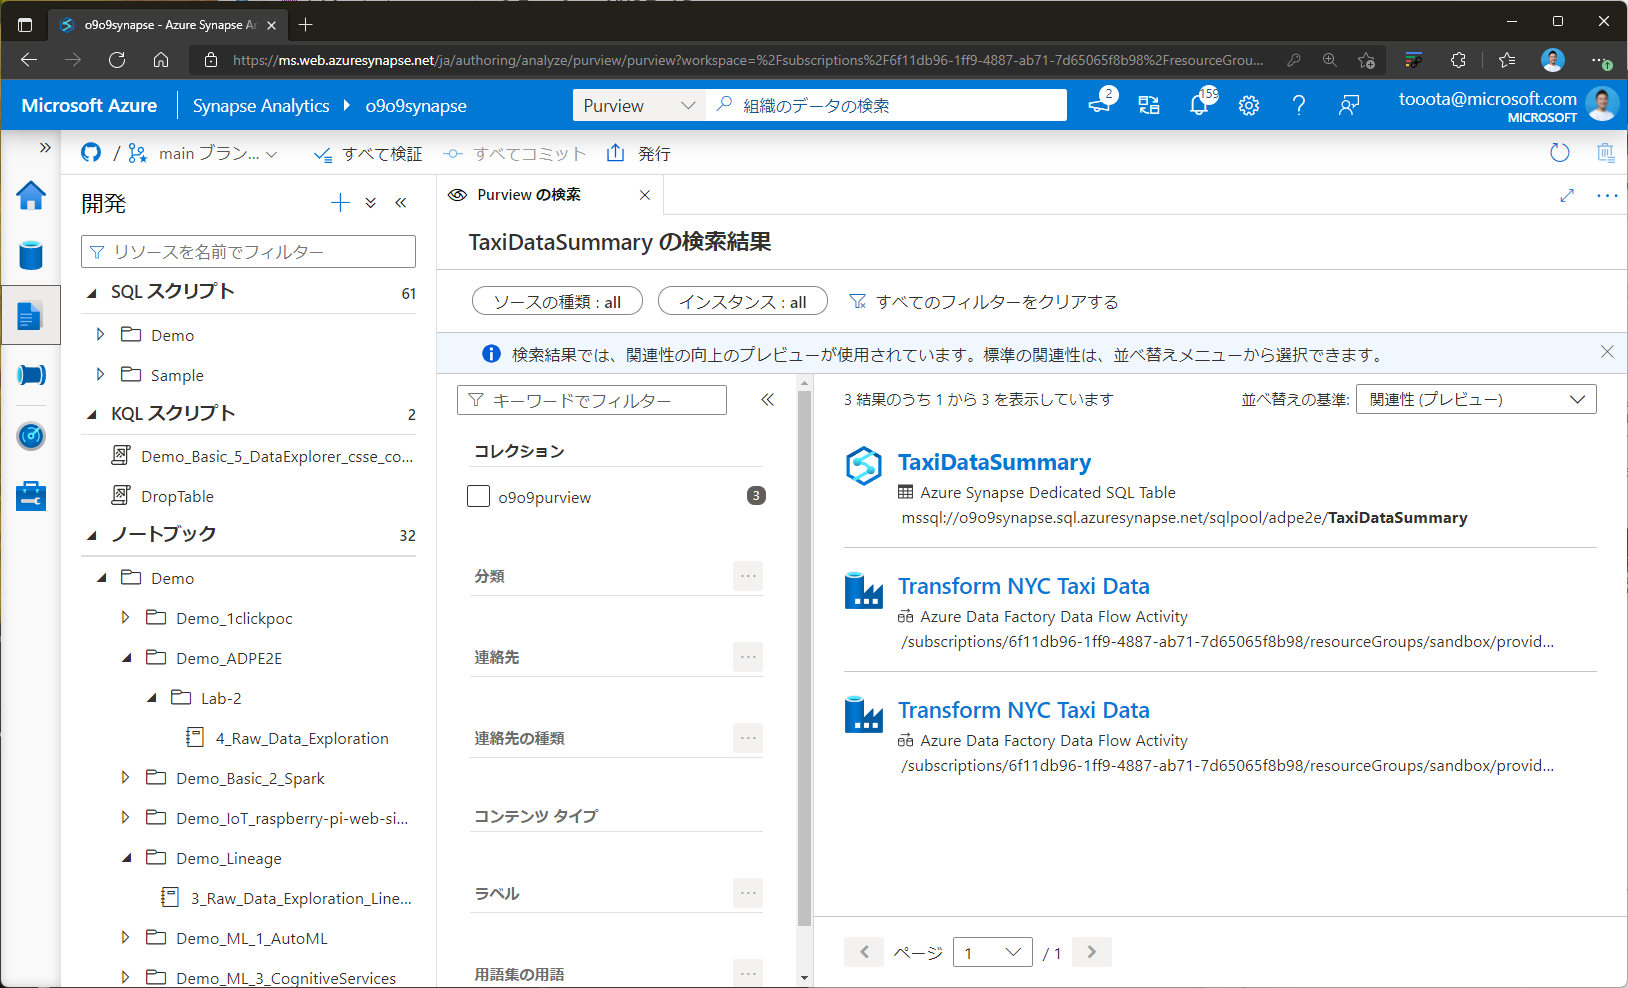 o9o9synapse - Azure Synapse An
https://ms.web.azuresynapse.net/ja/authoring/analyze/purview/purview?workspace=%2Fsubscriptions%2F6f11db96-1ff9-4887-ab71-7d65065f8b98%2FresourceGrou...
Microsoft Azure
Synapse Analytics
o9o9synapse
Purview
組織のデータの検索
2
159
tooota@microsoft.com
MICROSOFT
/
main ブラン...
すべて検証
すべてコミット
発行
開発
リソースを名前でフィルター
SQL スクリプト 61
Demo
Sample
KQL スクリプト 2
Demo_Basic_5_DataExplorer_csse_co...
DropTable
ノートブック 32
Demo
Demo_1clickpoc
Demo_ADPE2E
Lab-2
4_Raw_Data_Exploration
Demo_Basic_2_Spark
Demo_IoT_raspberry-pi-web-si...
Demo_Lineage
3_Raw_Data_Exploration_Line...
Demo_ML_1_AutoML
Demo_ML_3_CognitiveServices
Purview の検索
TaxiDataSummary の検索結果
ソースの種類 : all
インスタンス : all
すべてのフィルターをクリアする
検索結果では、関連性の向上のプレビューが使用されています。標準の関連性は、並べ替えメニューから選択できます。
キーワードでフィルター
コレクション
o9o9purview 3
分類
連絡先
連絡先の種類
コンテンツ タイプ
ラベル
用語集の用語
3 結果のうち 1 から 3 を表示しています
並べ替えの基準:
関連性 (プレビュー)
TaxiDataSummary
Azure Synapse Dedicated SQL Table
mssql://o9o9synapse.sql.azuresynapse.net/sqlpool/adpe2e/TaxiDataSummary
Transform NYC Taxi Data
Azure Data Factory Data Flow Activity
/subscriptions/6f11db96-1ff9-4887-ab71-7d65065f8b98/resourceGroups/sandbox/provid...
Transform NYC Taxi Data
Azure Data Factory Data Flow Activity
/subscriptions/6f11db96-1ff9-4887-ab71-7d65065f8b98/resourceGroups/sandbox/provid...
ページ 1 / 1